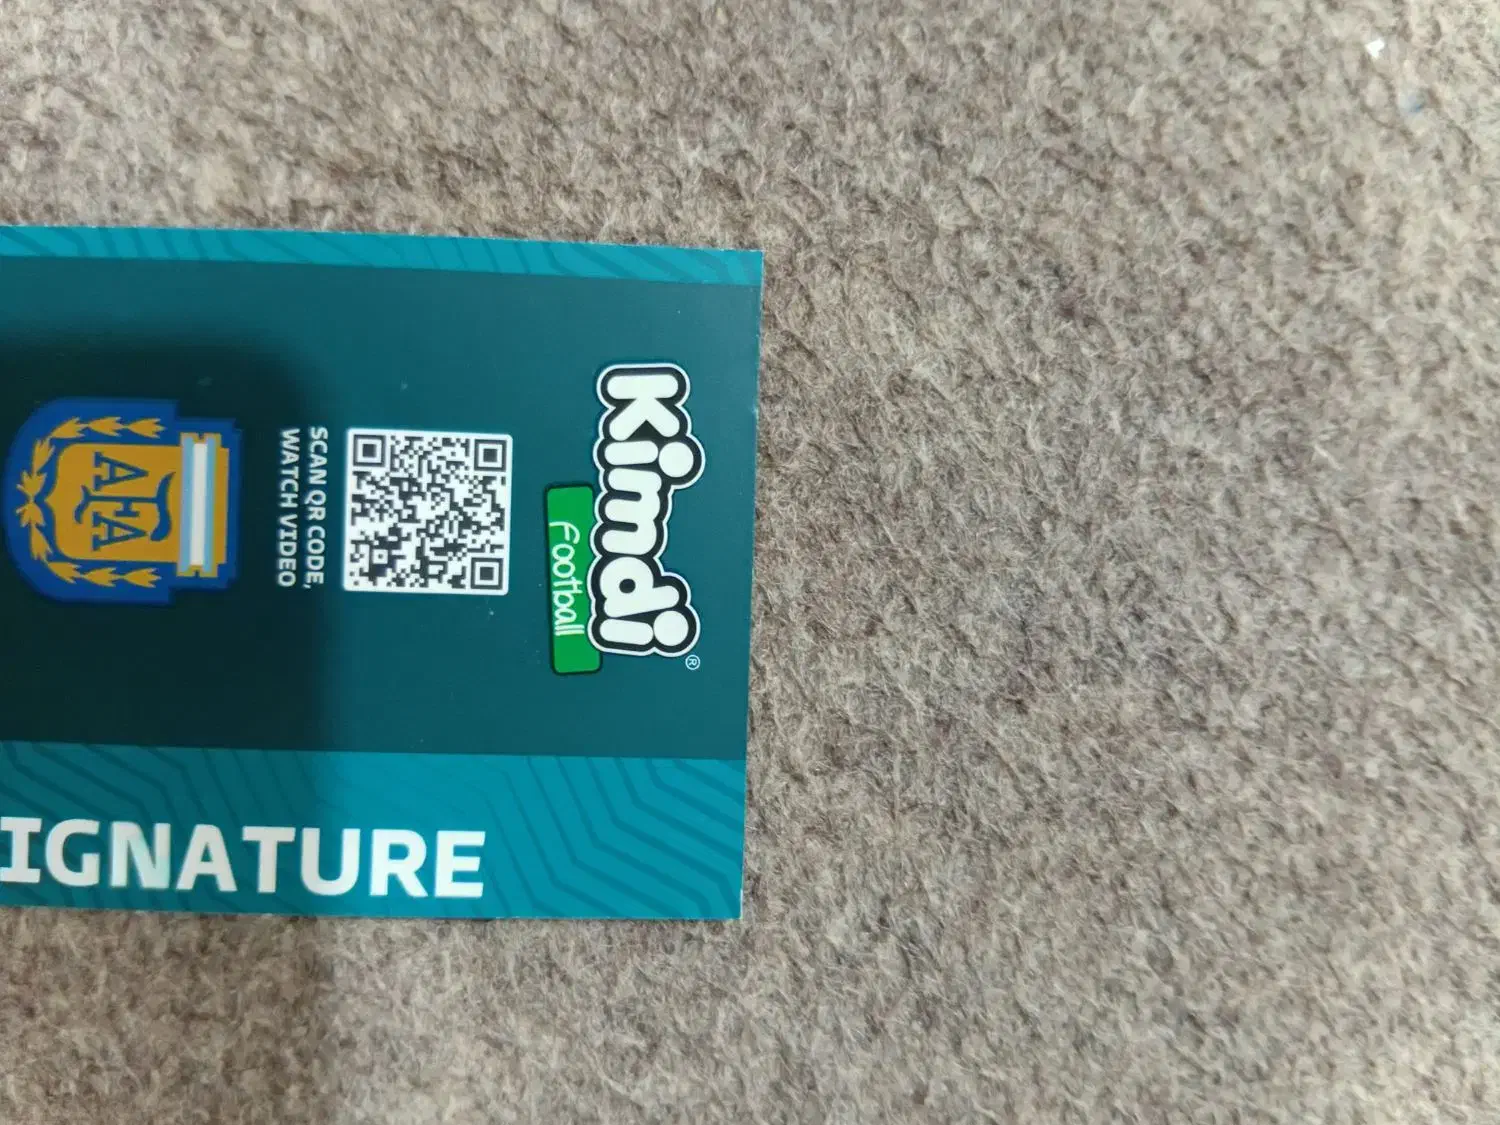 Kimdi®
Football
SCAN QR CODE,
WATCH VIDEO
AFA
IGNATURE